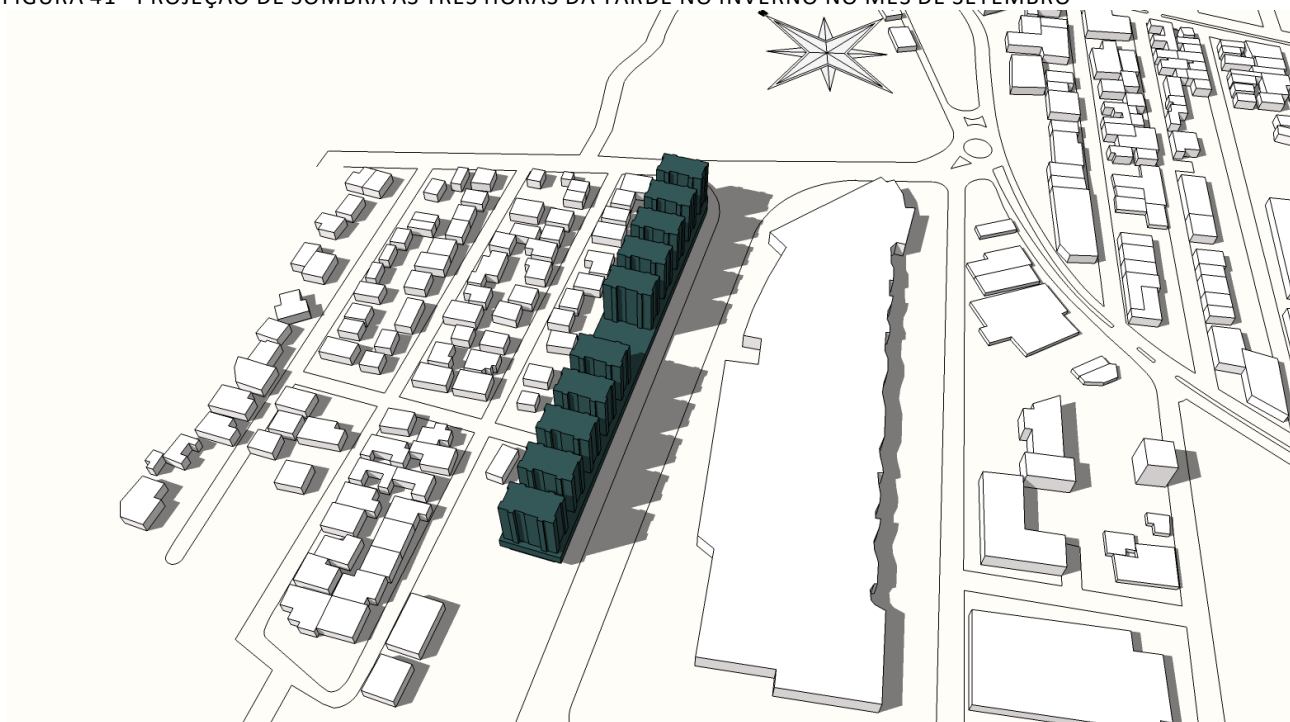 FIGURA 41 - PROJEÇÃO DE SOMBRA ÀS TRÊS HORAS DA TARDE NO INVERNO NO MÊS DE SETEMBRO